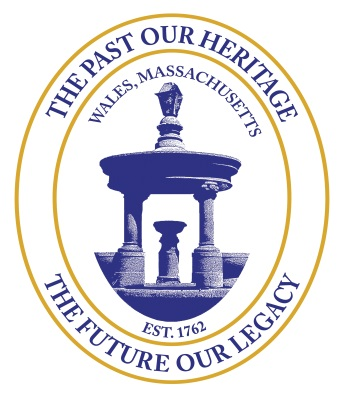 THE PAST OUR HERITAGE
WALES, MASSACHUSETTS
EST. 1762
THE FUTURE OUR LEGACY